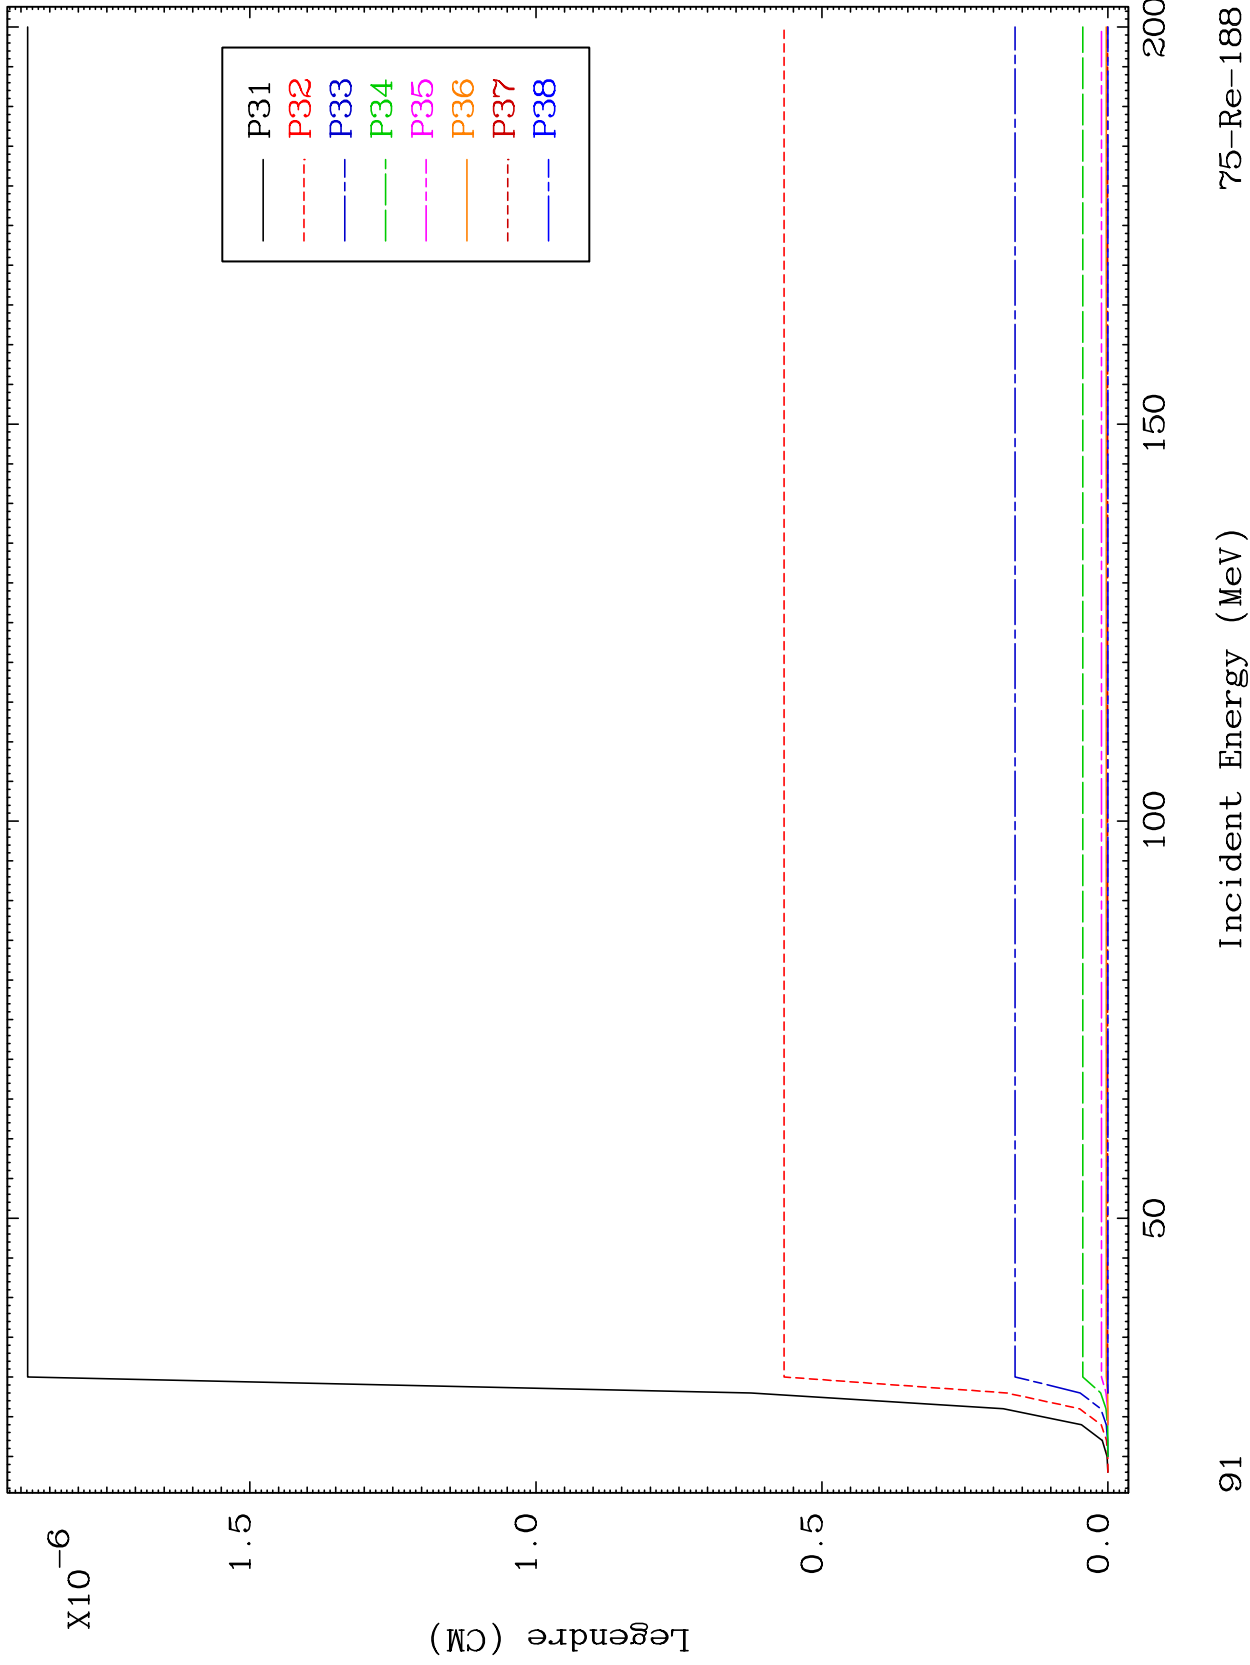 X10-6
Legendre (CM)
1.5
1.0
0.5
0.0
P31
P32
P33
P34
P35
P36
P37
P38
50
100
150
200
91
Incident Energy (MeV)
75-Re-188